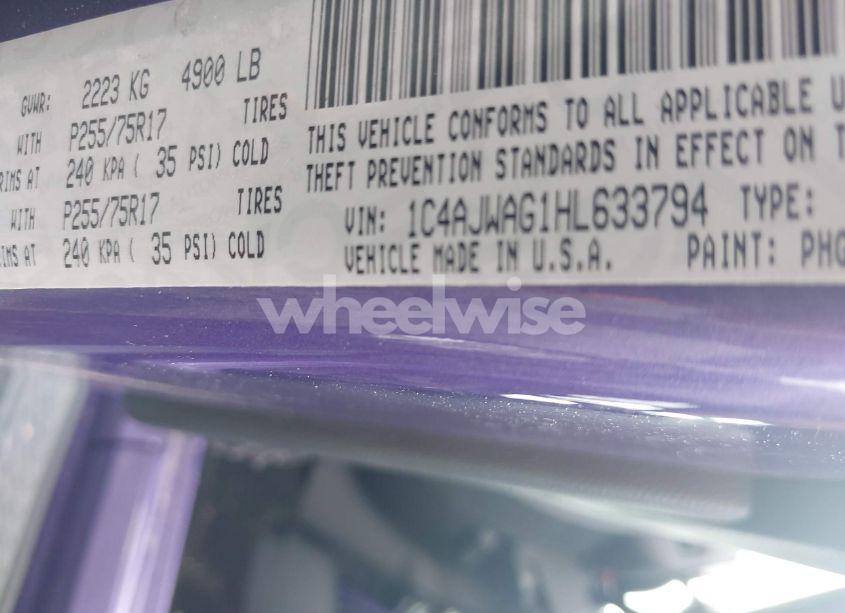 GVWR: 2223 KG 4900 LB
WITH P255/75R17 TIRES
RIMS AT 240 KPA ( 35 PSI) COLD
WITH P255/75R17 TIRES
RIMS AT 240 KPA ( 35 PSI) COLD
THIS VEHICLE CONFORMS TO ALL APPLICABLE U
THEFT PREVENTION STANDARDS IN EFFECT ON T
VIN: 1C4AJWAG1HL633794 TYPE:
VEHICLE MADE IN U.S.A. PAINT: PHG
wheelwise